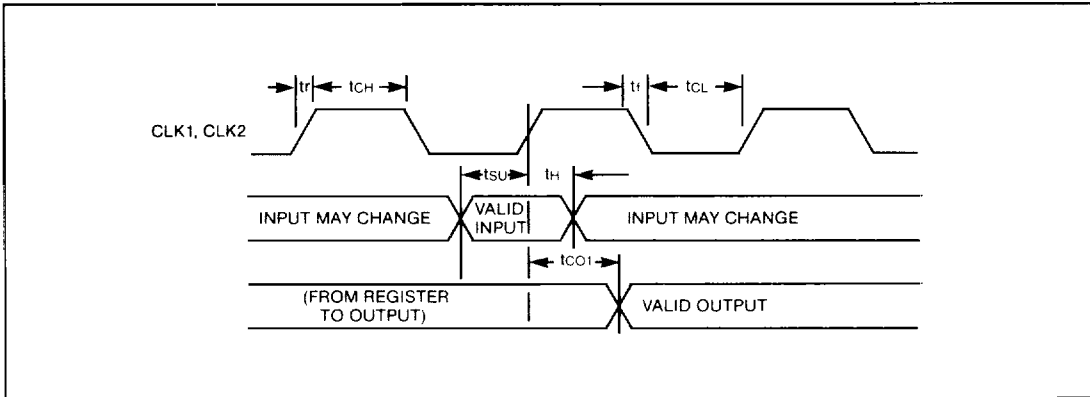 tr tCH tf tCL
CLK1, CLK2
tSU tH
INPUT MAY CHANGE VALID INPUT INPUT MAY CHANGE
tCO1
(FROM REGISTER
TO OUTPUT) VALID OUTPUT